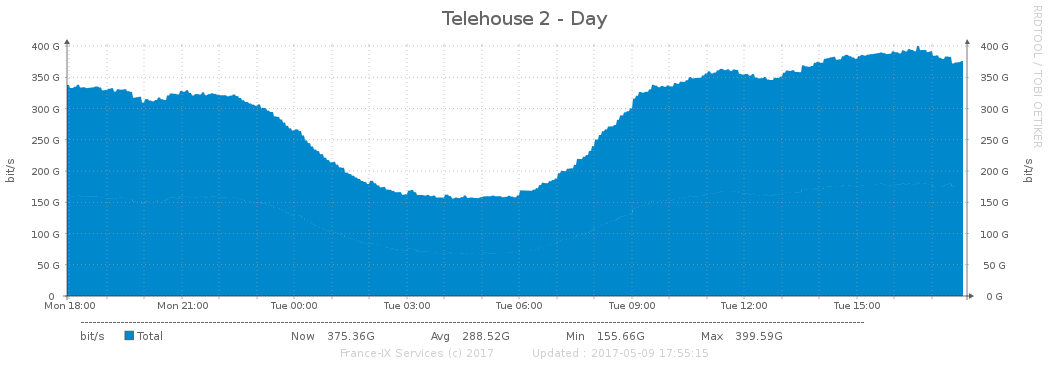 Telehouse 2 - Day
RRDTOOL / TOBI OETIKER
400 G 400 G
350 G 350 G
300 G 300 G
250 G 250 G
200 G 200 G
150 G 150 G
100 G 100 G
50 G 50 G
0 0 G
bit/s bit/s
Mon 18:00 Mon 21:00 Tue 00:00 Tue 03:00 Tue 06:00 Tue 09:00 Tue 12:00 Tue 15:00
bit/s Total Now 375.36G Avg 288.52G Min 155.66G Max 399.59G
France-IX Services (c) 2017 Updated : 2017-05-09 17:55:15